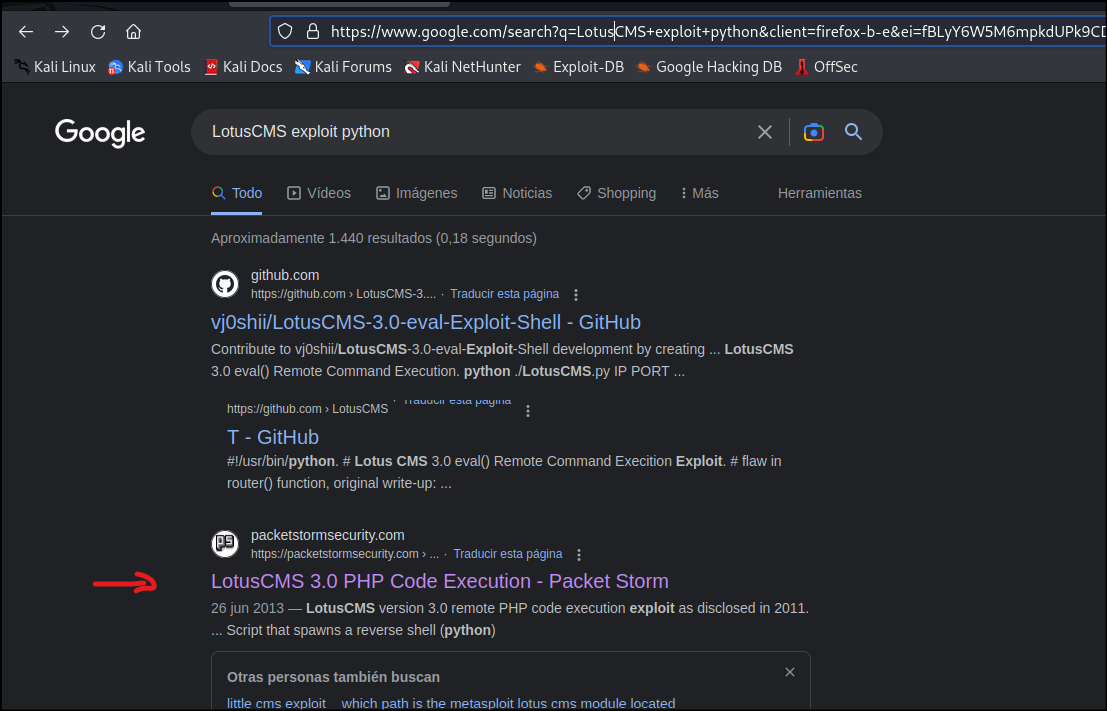 https://www.google.com/search?q=LotusCMS+exploit+python&client=firefox-b-e&ei=fBLyY6W5M6mpkdUPk9CD
Kali Linux Kali Tools Kali Docs Kali Forums Kali NetHunter Exploit-DB Google Hacking DB OffSec
Google LotusCMS exploit python
Todo Vídeos Imágenes Noticias Shopping Más Herramientas
Aproximadamente 1.440 resultados (0,18 segundos)
github.com
https://github.com › LotusCMS-3.... · Traducir esta página
vj0shii/LotusCMS-3.0-eval-Exploit-Shell - GitHub
Contribute to vj0shii/LotusCMS-3.0-eval-Exploit-Shell development by creating ... LotusCMS
3.0 eval() Remote Command Execution. python ./LotusCMS.py IP PORT ...
https://github.com › LotusCMS · Traducir esta página
T - GitHub
#!/usr/bin/python. # Lotus CMS 3.0 eval() Remote Command Execition Exploit. # flaw in
router() function, original write-up: ...
ps
packetstormsecurity.com
https://packetstormsecurity.com › ... · Traducir esta página
LotusCMS 3.0 PHP Code Execution - Packet Storm
26 jun 2013 — LotusCMS version 3.0 remote PHP code execution exploit as disclosed in 2011.
... Script that spawns a reverse shell (python)
Otras personas también buscan
little cms exploit which path is the metasploit lotus cms module located